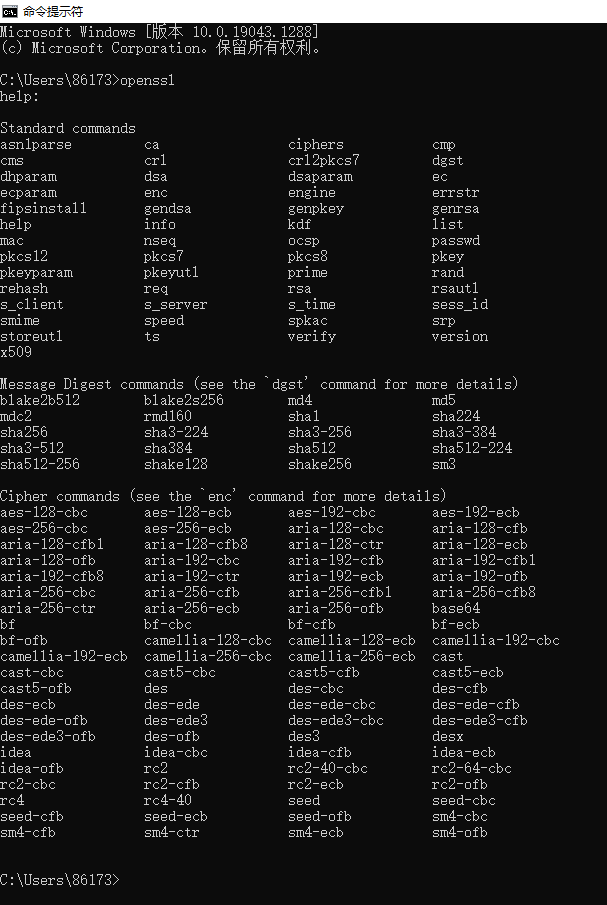 命令提示符
Microsoft Windows [版本 10.0.19043.1288]
(c) Microsoft Corporation。保留所有权利。
C:\Users\86173>openssl
help:
Standard commands
asn1parse ca ciphers cmp
cms crl crl2pkcs7 dgst
dhparam dsa dsaparam ec
ecparam enc engine errstr
fipsinstall gendsa genpkey genrsa
help info kdf list
mac nseq ocsp passwd
pkcs12 pkcs7 pkcs8 pkey
pkeyparam pkeyutl prime rand
rehash req rsa rsautl
s_client s_server s_time sess_id
smime speed spkac srp
storeutl ts verify version
x509
Message Digest commands (see the `dgst' command for more details)
blake2b512 blake2s256 md4 md5
mdc2 rmd160 sha1 sha224
sha256 sha3-224 sha3-256 sha3-384
sha3-512 sha384 sha512 sha512-224
sha512-256 shake128 shake256 sm3
Cipher commands (see the `enc' command for more details)
aes-128-cbc aes-128-ecb aes-192-cbc aes-192-ecb
aes-256-cbc aes-256-ecb aria-128-cbc aria-128-cfb
aria-128-cfb1 aria-128-cfb8 aria-128-ctr aria-128-ecb
aria-128-ofb aria-192-cbc aria-192-cfb aria-192-cfb1
aria-192-cfb8 aria-192-ctr aria-192-ecb aria-192-ofb
aria-256-cbc aria-256-cfb aria-256-cfb1 aria-256-cfb8
aria-256-ctr aria-256-ecb aria-256-ofb base64
bf bf-cbc bf-cfb bf-ecb
bf-ofb camellia-128-cbc camellia-128-ecb camellia-192-cbc
camellia-192-ecb camellia-256-cbc camellia-256-ecb cast
cast-cbc cast5-cbc cast5-cfb cast5-ecb
cast5-ofb des des-cbc des-cfb
des-ecb des-ede des-ede-cbc des-ede-cfb
des-ede-ofb des-ede3 des-ede3-cbc des-ede3-cfb
des-ede3-ofb des-ofb des3 desx
idea idea-cbc idea-cfb idea-ecb
idea-ofb rc2 rc2-40-cbc rc2-64-cbc
rc2-cbc rc2-cfb rc2-ecb rc2-ofb
rc4 rc4-40 seed seed-cbc
seed-cfb seed-ecb seed-ofb sm4-cbc
sm4-cfb sm4-ctr sm4-ecb sm4-ofb
C:\Users\86173>